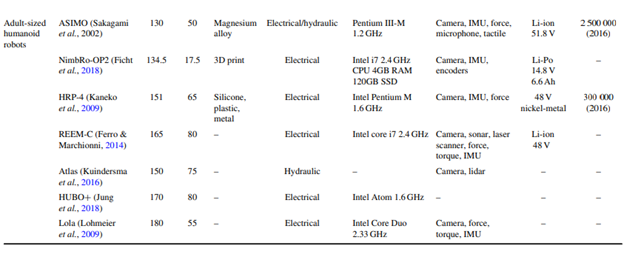 Adult-sized ASIMO (Sakagami 130 50 Magnesium Electrical/hydraulic Pentium III-M Camera, IMU, force, Li-ion 2 500 000
humanoid et al., 2002) alloy 1.2 GHz microphone, tactile 51.8 V (2016)
robots
NimbRo-OP2 (Ficht 134.5 17.5 3D print Electrical Intel i7 2.4 GHz Camera, IMU, Li-Po –
et al., 2018) CPU 4GB RAM encoders 14.8 V
120GB SSD 6.6 Ah
HRP-4 (Kaneko 151 65 Silicone, Electrical Intel Pentium M Camera, IMU, force 48 V 300 000
et al., 2009) plastic, 1.6 GHz nickel-metal (2016)
metal
REEM-C (Ferro & 165 80 – Electrical Intel core i7 2.4 GHz Camera, sonar, laser Li-ion –
Marchionni, 2014) scanner, force, 48 V
torque, IMU
Atlas (Kuindersma 150 75 Hydraulic – Camera, lidar – –
et al., 2016)
HUBO+ (Jung 170 80 – Electrical Intel Atom 1.6 GHz – – –
et al., 2018)
Lola (Lohmeier 180 55 – Electrical Intel Core Duo Camera, force, – –
et al., 2009) 2.33 GHz torque, IMU